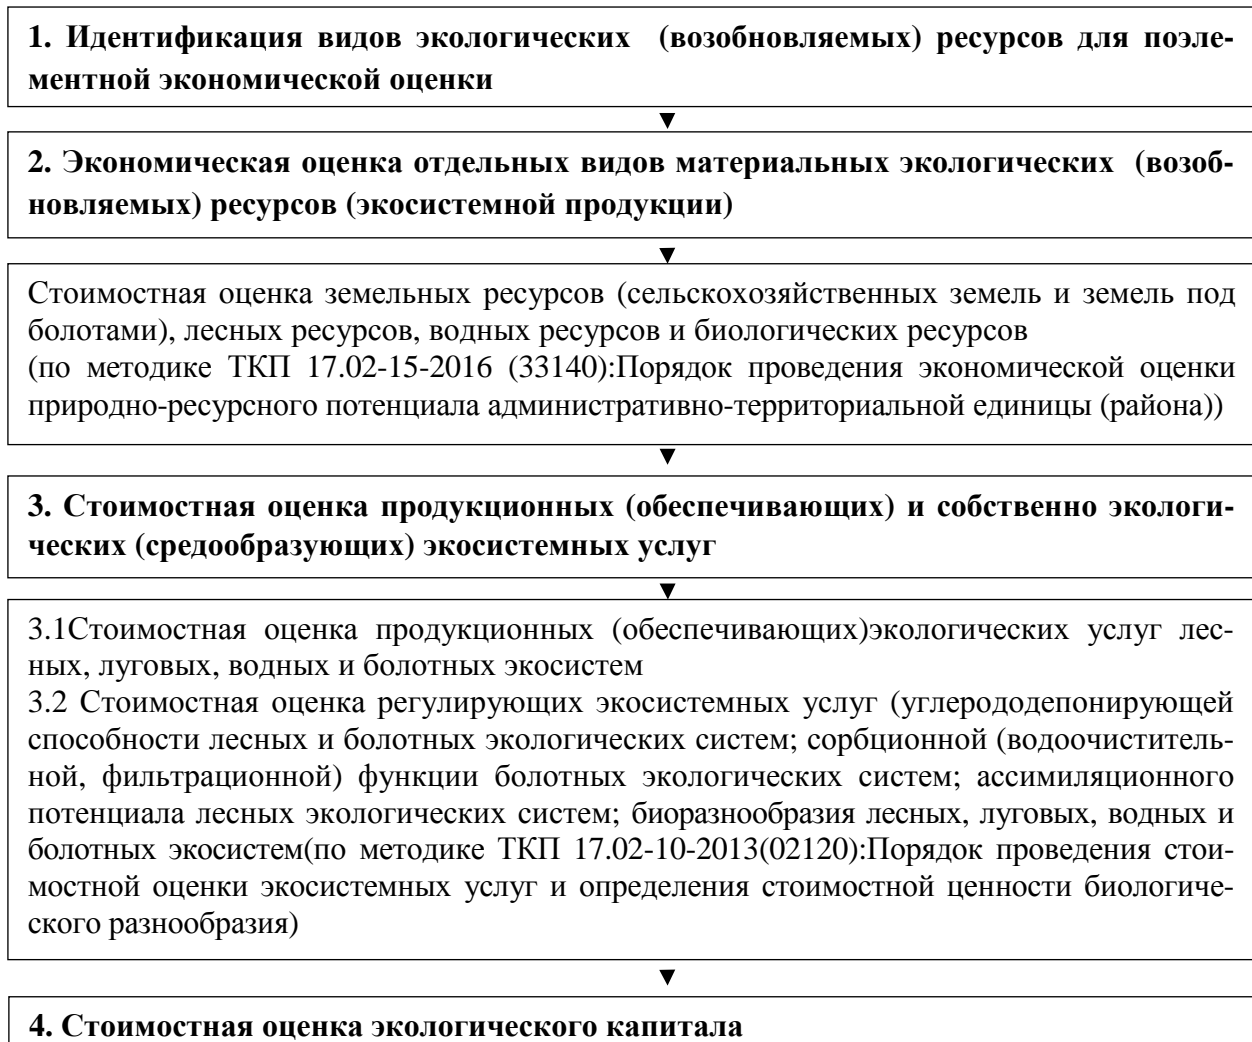 1. Идентификация видов экологических (возобновляемых) ресурсов для поэле-
ментной экономической оценки
2. Экономическая оценка отдельных видов материальных экологических (возоб-
новляемых) ресурсов (экосистемной продукции)
Стоимостная оценка земельных ресурсов (сельскохозяйственных земель и земель под
болотами), лесных ресурсов, водных ресурсов и биологических ресурсов
(по методике ТКП 17.02-15-2016 (33140):Порядок проведения экономической оценки
природно-ресурсного потенциала административно-территориальной единицы (района))
3. Стоимостная оценка продукционных (обеспечивающих) и собственно экологи-
ческих (средообразующих) экосистемных услуг
3.1Стоимостная оценка продукционных (обеспечивающих)экологических услуг лес-
ных, луговых, водных и болотных экосистем
3.2 Стоимостная оценка регулирующих экосистемных услуг (углерододепонирующей
способности лесных и болотных экологических систем; сорбционной (водоочиститель-
ной, фильтрационной) функции болотных экологических систем; ассимиляционного
потенциала лесных экологических систем; биоразнообразия лесных, луговых, водных и
болотных экосистем(по методике ТКП 17.02-10-2013(02120):Порядок проведения стои-
мостной оценки экосистемных услуг и определения стоимостной ценности биологиче-
ского разнообразия)
4. Стоимостная оценка экологического капитала